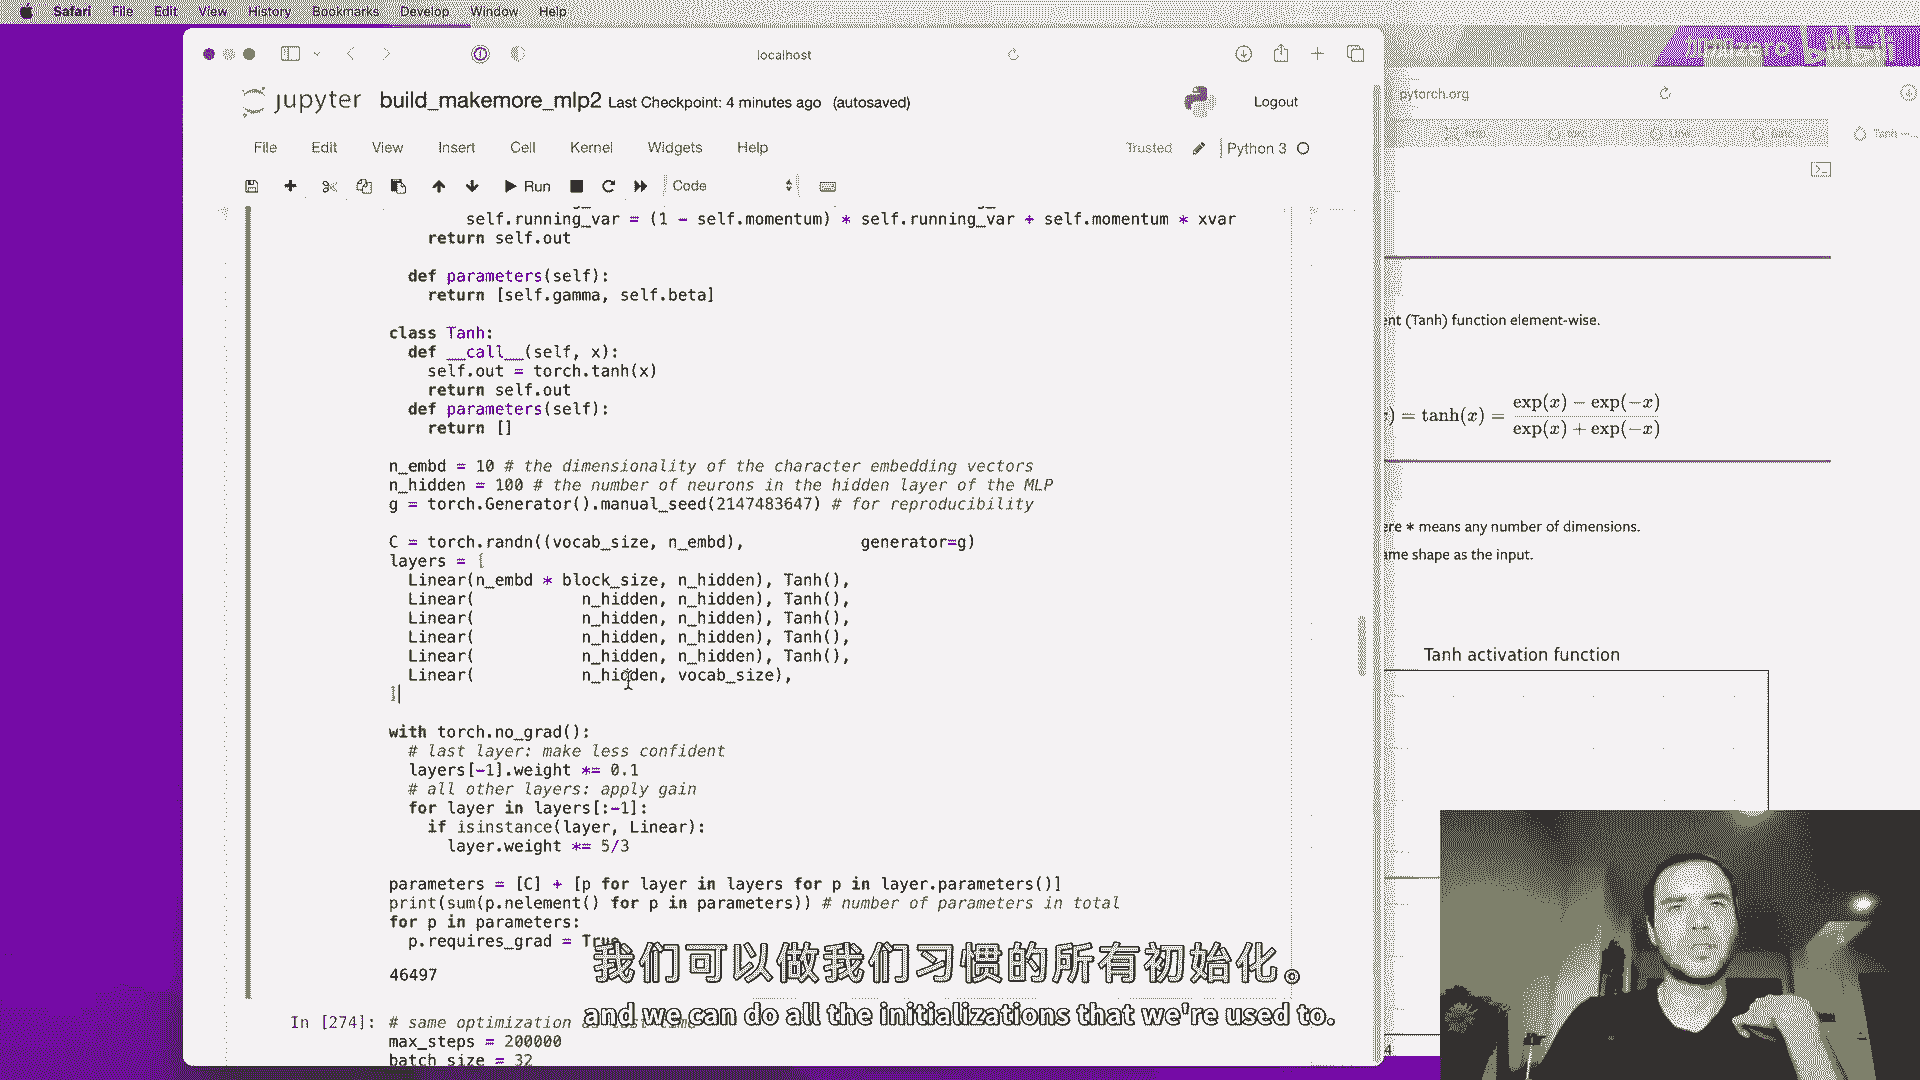 Safari File Edit View History Bookmarks Develop Window Help
localhost
jupyter build_makemore_mlp2 Last Checkpoint: 4 minutes ago (autosaved)
Logout
File Edit View Insert Cell Kernel Widgets Help
Trusted Python 3
Run Code
self.running_var = (1 - self.momentum) * self.running_var + self.momentum * xvar
return self.out
def parameters(self):
return [self.gamma, self.beta]
class Tanh:
def __call__(self, x):
self.out = torch.tanh(x)
return self.out
def parameters(self):
return []
n_embd = 10 # the dimensionality of the character embedding vectors
n_hidden = 100 # the number of neurons in the hidden layer of the MLP
g = torch.Generator().manual_seed(2147483647) # for reproducibility
C = torch.randn((vocab_size, n_embd), generator=g)
layers = [
Linear(n_embd * block_size, n_hidden), Tanh(),
Linear( n_hidden, n_hidden), Tanh(),
Linear( n_hidden, n_hidden), Tanh(),
Linear( n_hidden, n_hidden), Tanh(),
Linear( n_hidden, n_hidden), Tanh(),
Linear( n_hidden, vocab_size),
]
with torch.no_grad():
# last layer: make less confident
layers[-1].weight *= 0.1
# all other layers: apply gain
for layer in layers[:-1]:
if isinstance(layer, Linear):
layer.weight *= 5/3
parameters = [C] + [p for layer in layers for p in layer.parameters()]
print(sum(p.nelement() for p in parameters)) # number of parameters in total
for p in parameters:
p.requires_grad = True
46497
In [274]: # same optimization
max_steps = 200000
batch_size = 32
pytorch.org
Tanh
(Tanh) function element-wise.
= tanh(x) = exp(x) − exp(−x)
exp(x) + exp(−x)
* means any number of dimensions.
shape as the input.
Tanh activation function
我们可以做我们习惯的所有初始化。
and we can do all the initializations that we're used to.